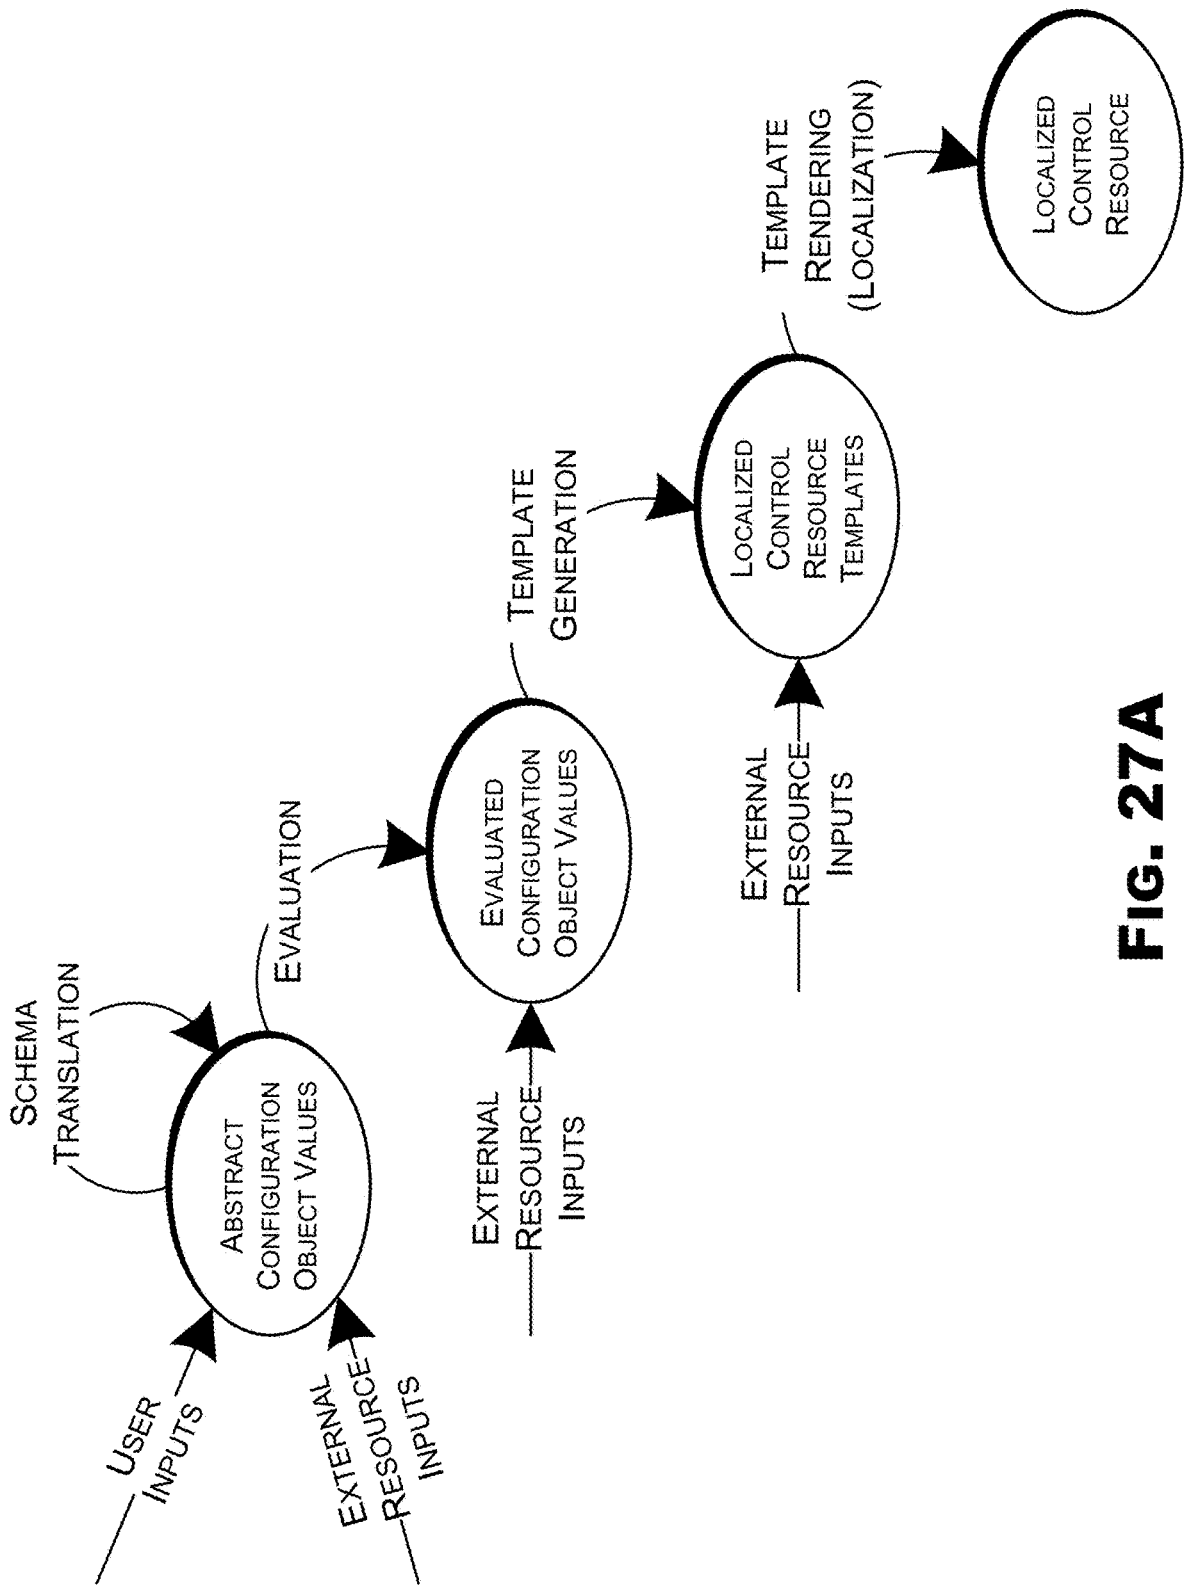 SCHEMA
TRANSLATION
USER
INPUTS
ABSTRACT
CONFIGURATION
OBJECT VALUES
EXTERNAL
RESOURCE
INPUTS
EVALUATION
EVALUATED
CONFIGURATION
OBJECT VALUES
EXTERNAL
RESOURCE
INPUTS
TEMPLATE
GENERATION
LOCALIZED
CONTROL
RESOURCE
TEMPLATES
EXTERNAL
RESOURCE
INPUTS
TEMPLATE
RENDERING
(LOCALIZATION)
LOCALIZED
CONTROL
RESOURCE
FIG. 27A